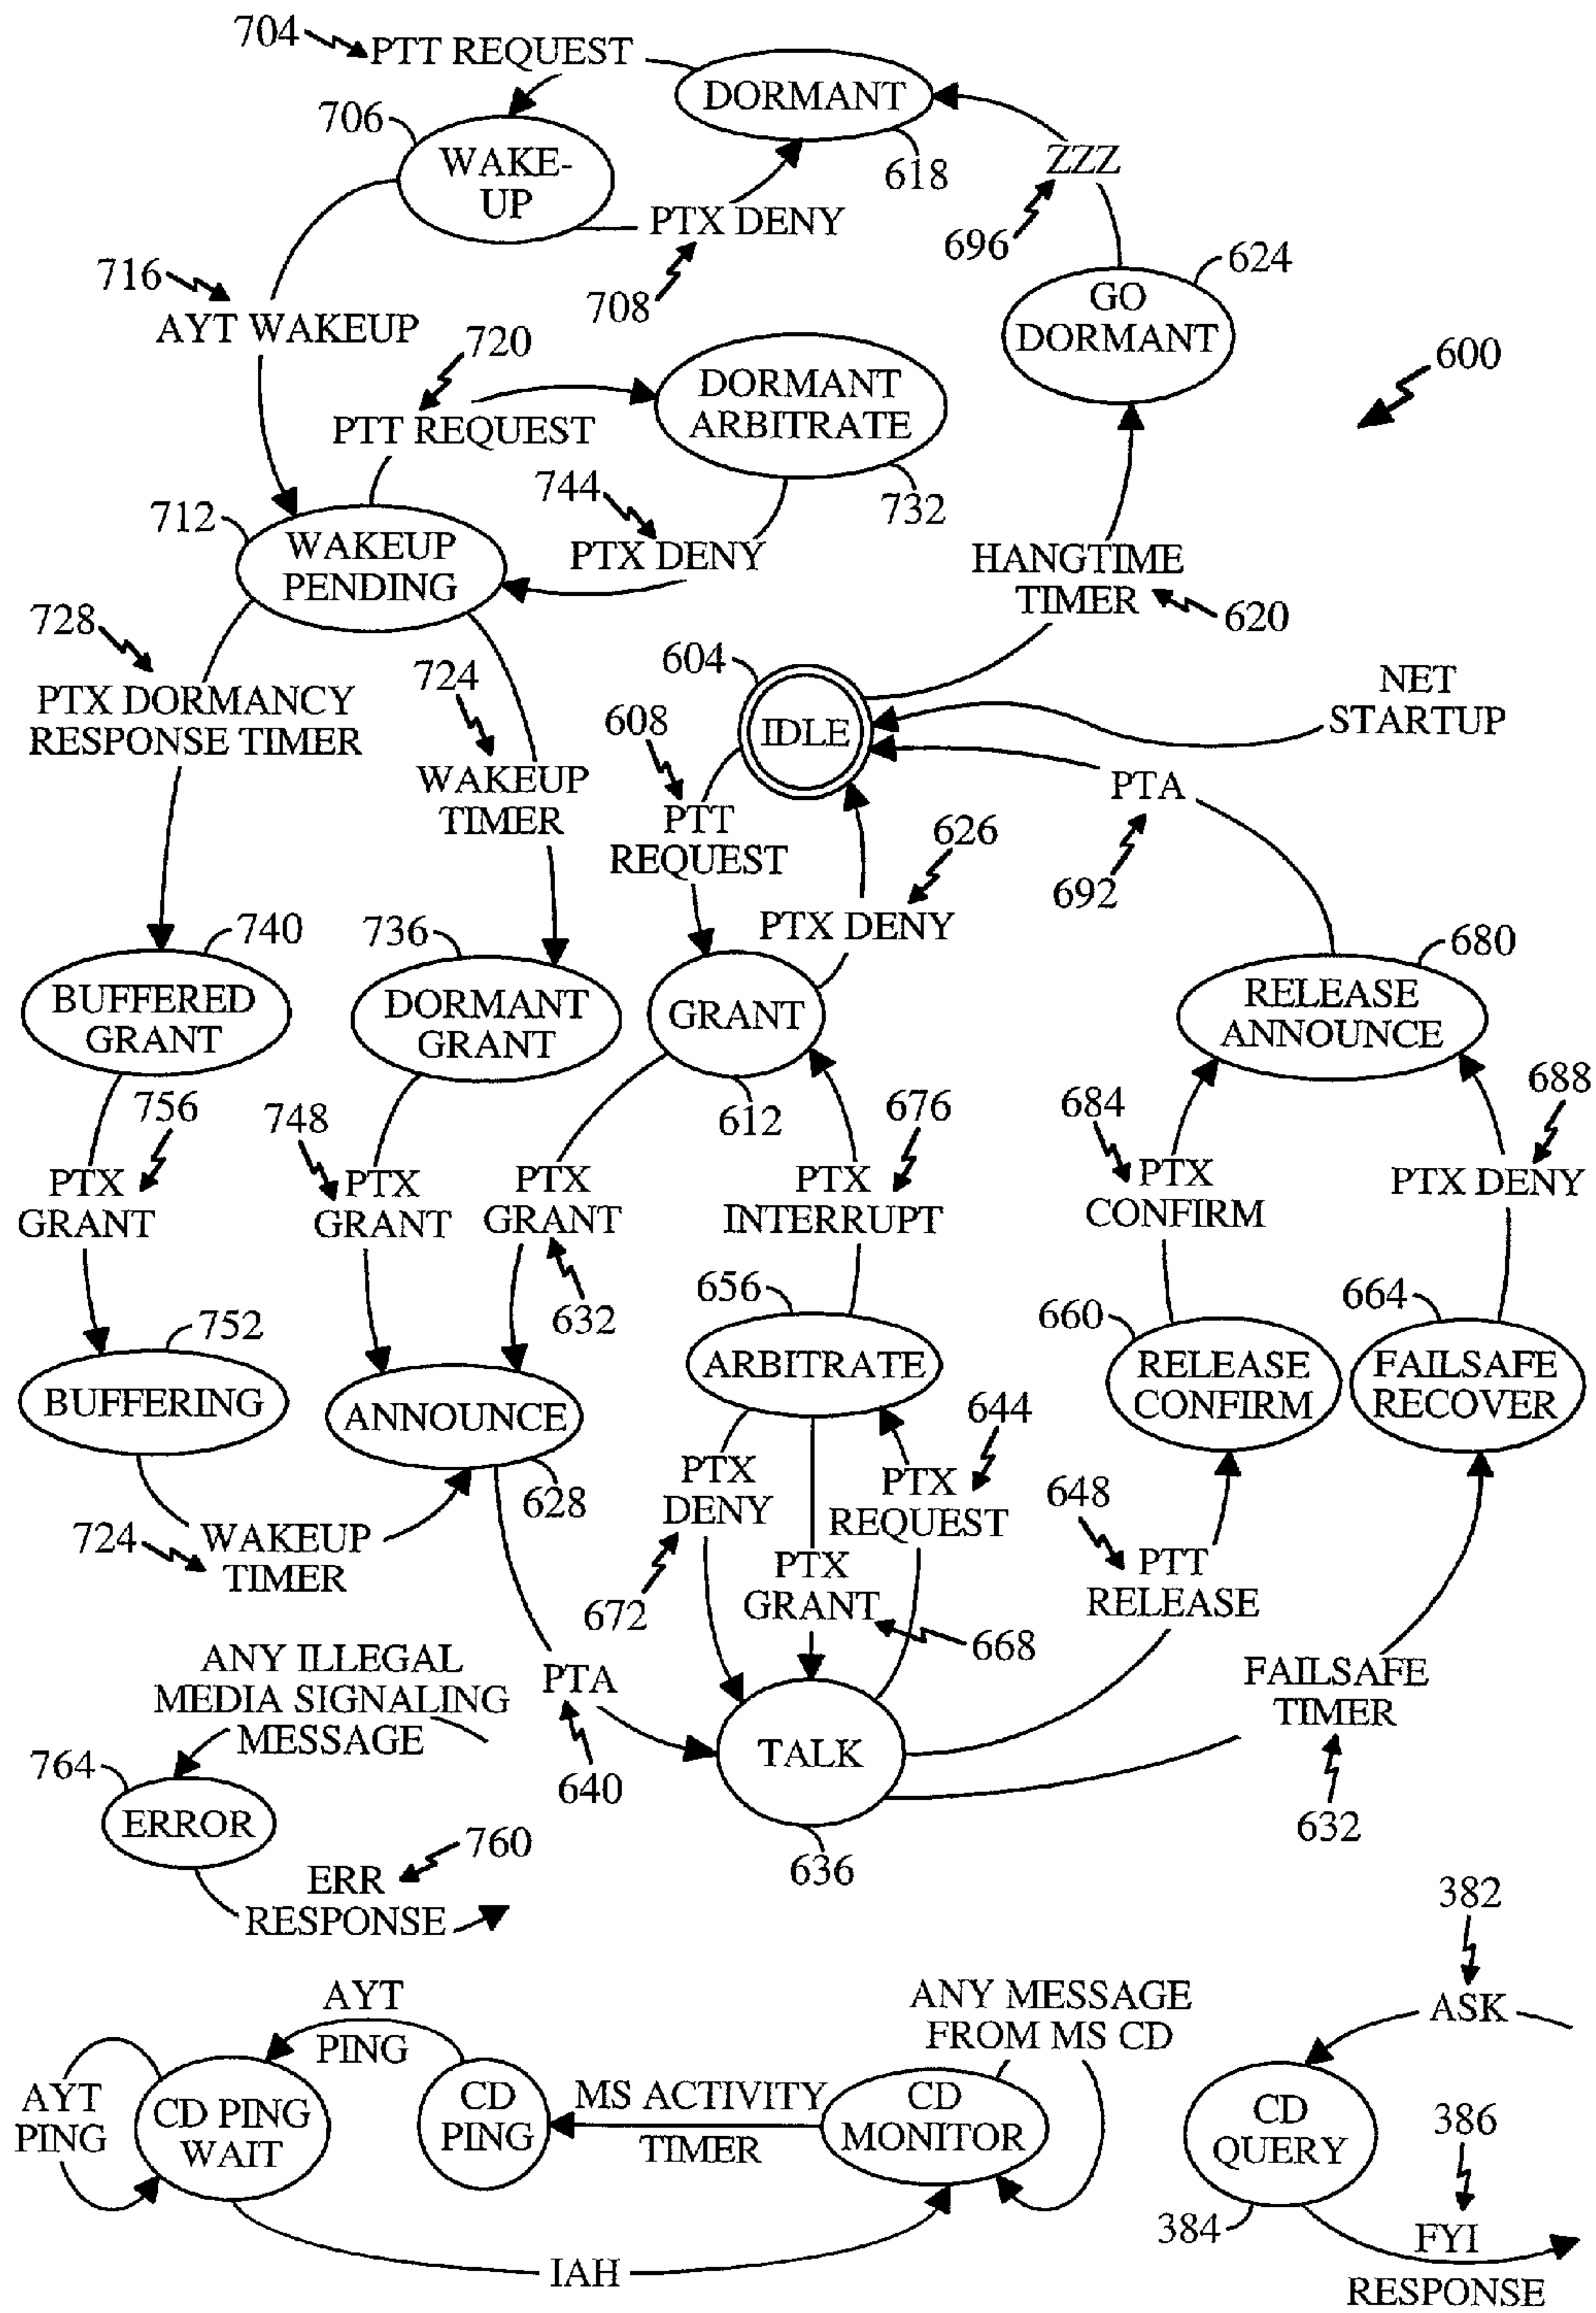 704
PTT REQUEST
DORMANT
706
WAKE-
UP
618
ZZZ
PTX DENY
696
708
624
GO
DORMANT
716
AYT WAKEUP
720
PTT REQUEST
DORMANT
ARBITRATE
600
744
732
712
WAKEUP
PENDING
PTX DENY
HANGTIME
TIMER
620
728
PTX DORMANCY
RESPONSE TIMER
724
WAKEUP
TIMER
604
IDLE
NET
STARTUP
608
PTT
REQUEST
PTA
692
626
PTX DENY
740
BUFFERED
GRANT
736
DORMANT
GRANT
GRANT
612
680
RELEASE
ANNOUNCE
756
PTX
GRANT
748
PTX
GRANT
PTX
GRANT
632
676
PTX
INTERRUPT
684
PTX
CONFIRM
688
PTX DENY
752
BUFFERING
ANNOUNCE
628
656
ARBITRATE
660
RELEASE
CONFIRM
664
FAILSAFE
RECOVER
724
WAKEUP
TIMER
PTX
DENY
672
PTX
GRANT
668
644
PTX
REQUEST
648
PTT
RELEASE
ANY ILLEGAL
MEDIA SIGNALING
MESSAGE
PTA
640
TALK
636
FAILSAFE
TIMER
632
764
ERROR
760
ERR
RESPONSE
382
ASK
AYT
PING
ANY MESSAGE
FROM MS CD
AYT
PING
CD PING
WAIT
CD
PING
MS ACTIVITY
TIMER
CD
MONITOR
CD
QUERY
384
386
FYI
RESPONSE
IAH